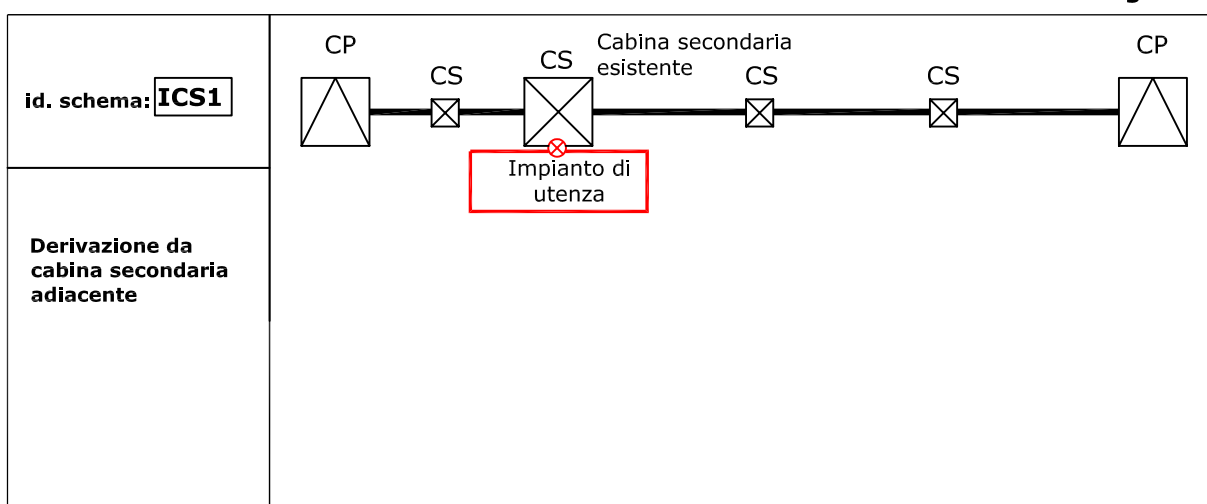 id. schema: ICS1
Derivazione da
cabina secondaria
adiacente
CP
CS
CS
Cabina secondaria
esistente
CS
CS
CP
Impianto di
utenza